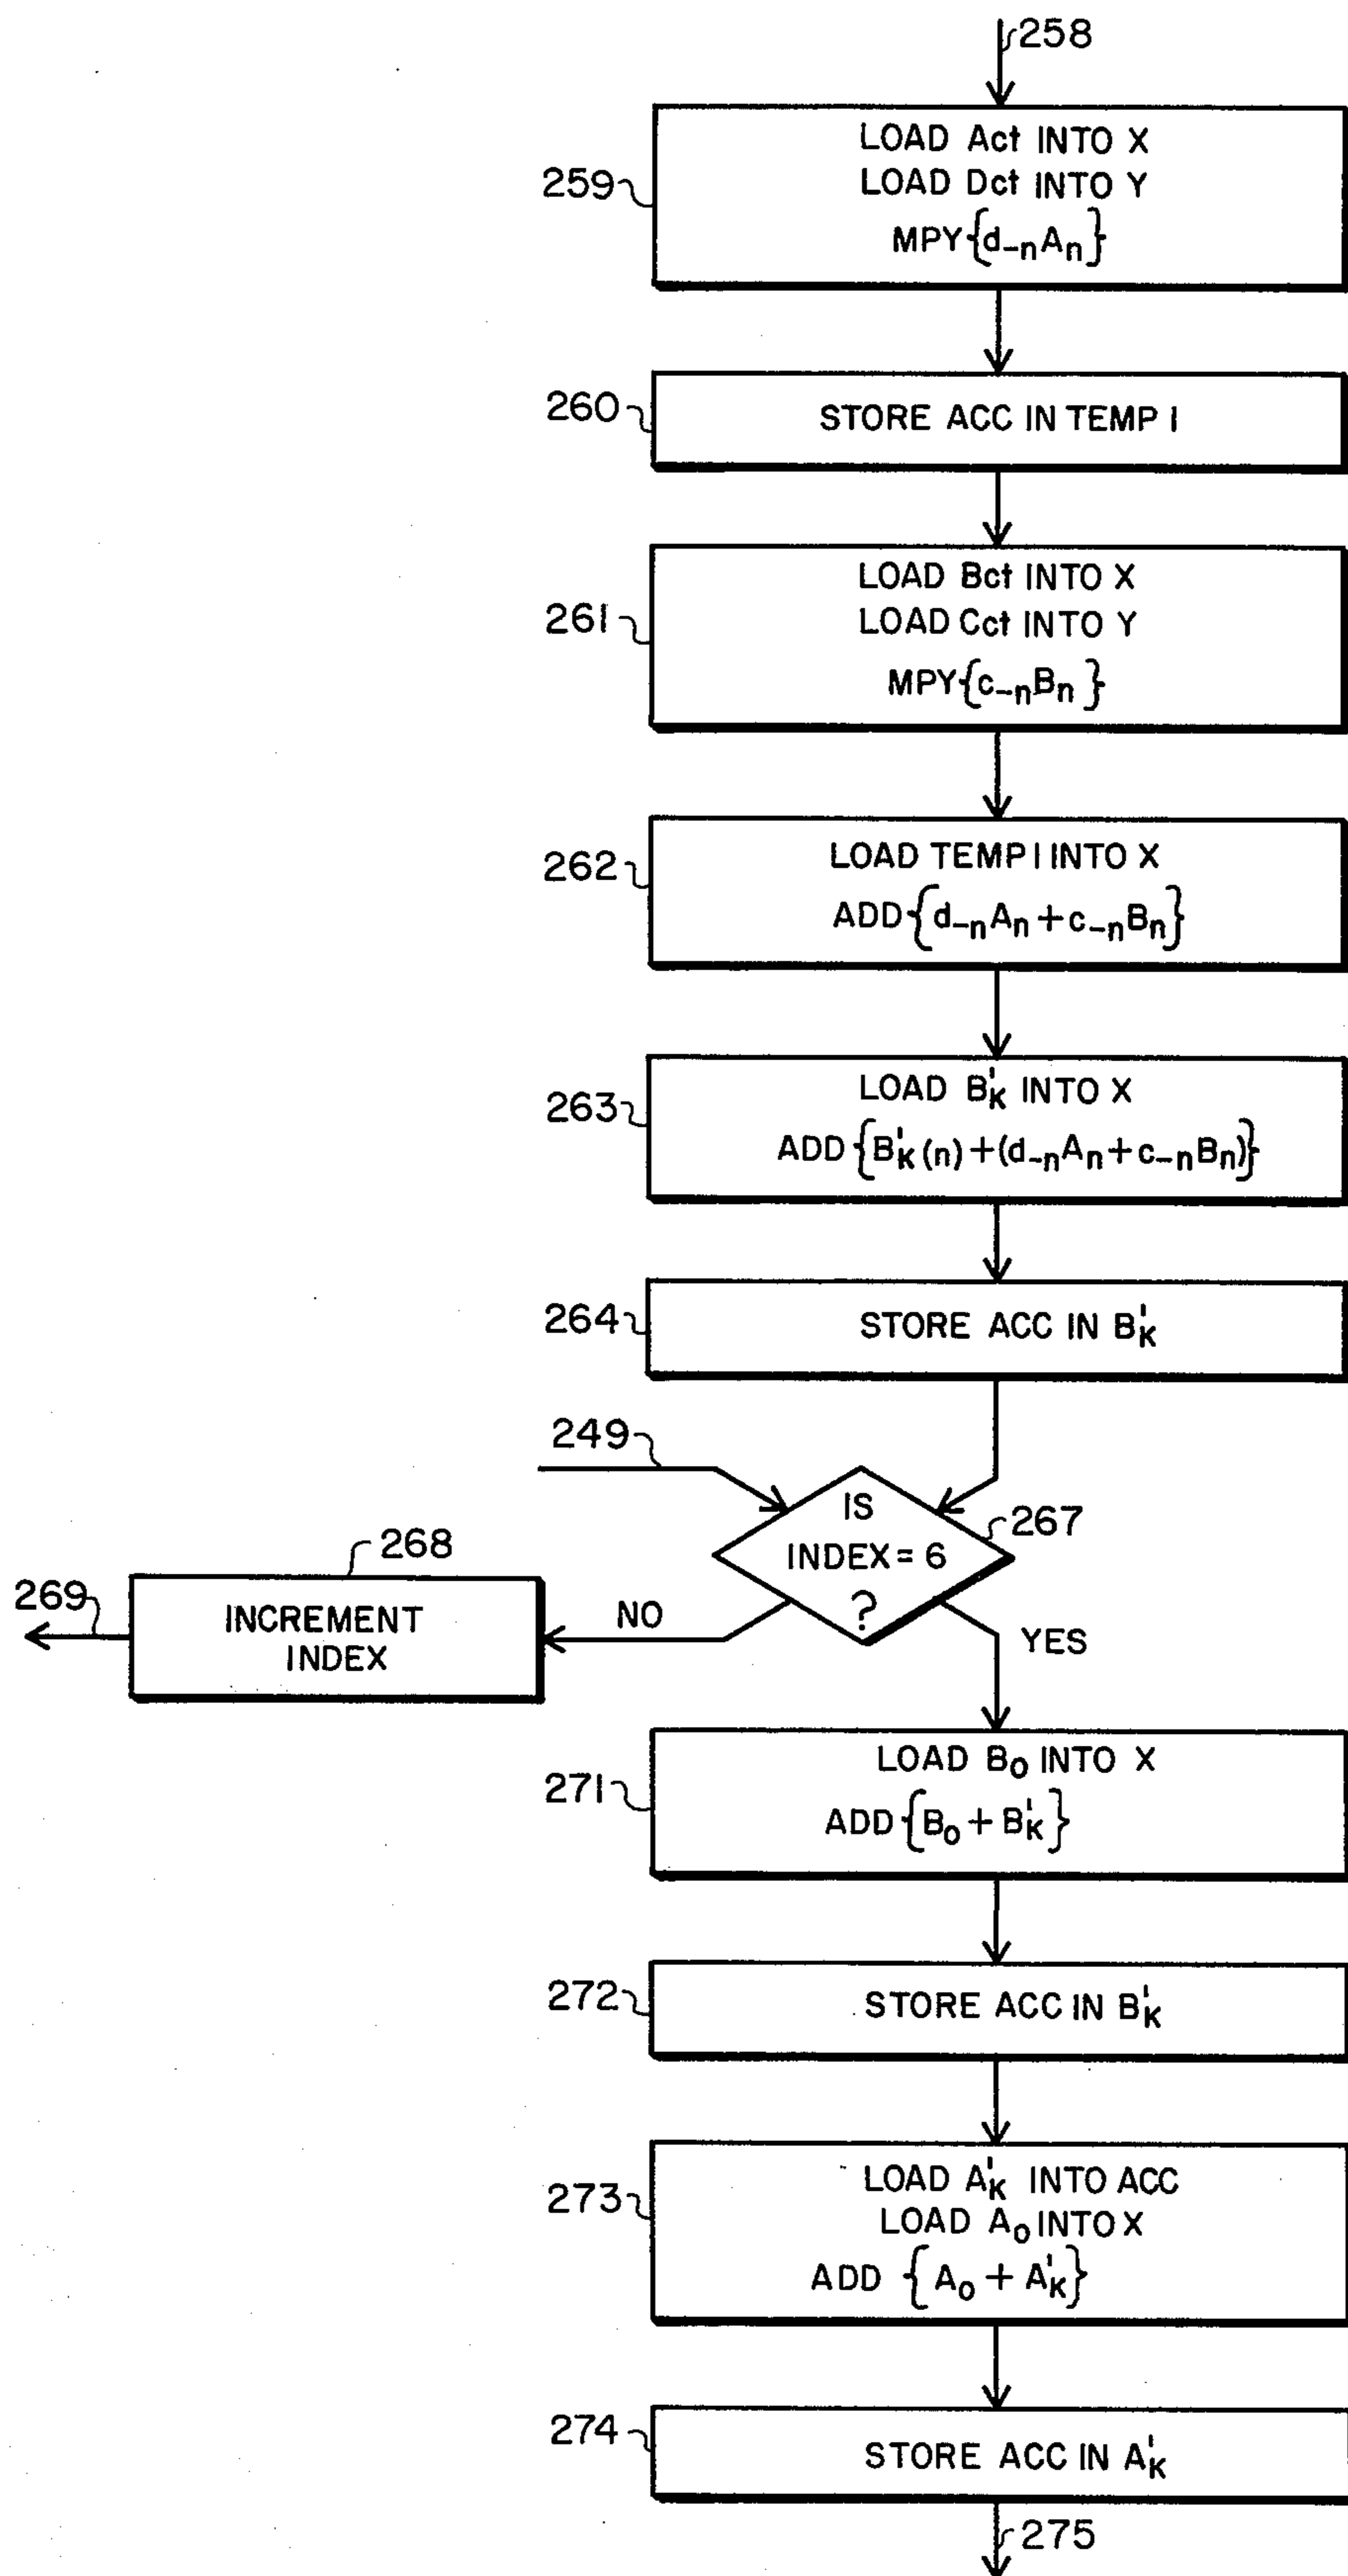 258
259
LOAD Act INTO X
LOAD Dct INTO Y
MPY{d₋ₙAₙ}
260
STORE ACC IN TEMP 1
261
LOAD Bct INTO X
LOAD Cct INTO Y
MPY{c₋ₙBₙ}
262
LOAD TEMP 1 INTO X
ADD{d₋ₙAₙ + c₋ₙBₙ}
263
LOAD B'ₖ INTO X
ADD{B'ₖ(n) + (d₋ₙAₙ + c₋ₙBₙ)}
264
STORE ACC IN B'ₖ
249
IS
INDEX = 6
?
267
268
269
INCREMENT
INDEX
NO
YES
271
LOAD B₀ INTO X
ADD{B₀ + B'ₖ}
272
STORE ACC IN B'ₖ
273
LOAD A'ₖ INTO ACC
LOAD A₀ INTO X
ADD {A₀ + A'ₖ}
274
STORE ACC IN A'ₖ
275